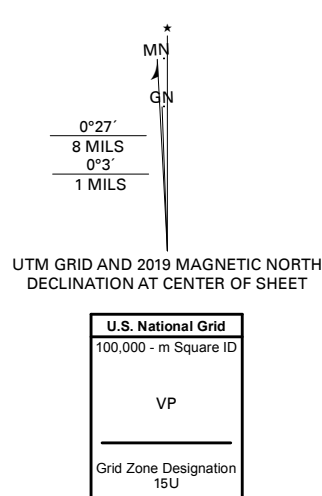 ★
MN
GN
0°27´
8 MILS
0°3´
1 MILS
UTM GRID AND 2019 MAGNETIC NORTH
DECLINATION AT CENTER OF SHEET
U.S. National Grid
100,000 - m Square ID
VP
Grid Zone Designation
15U